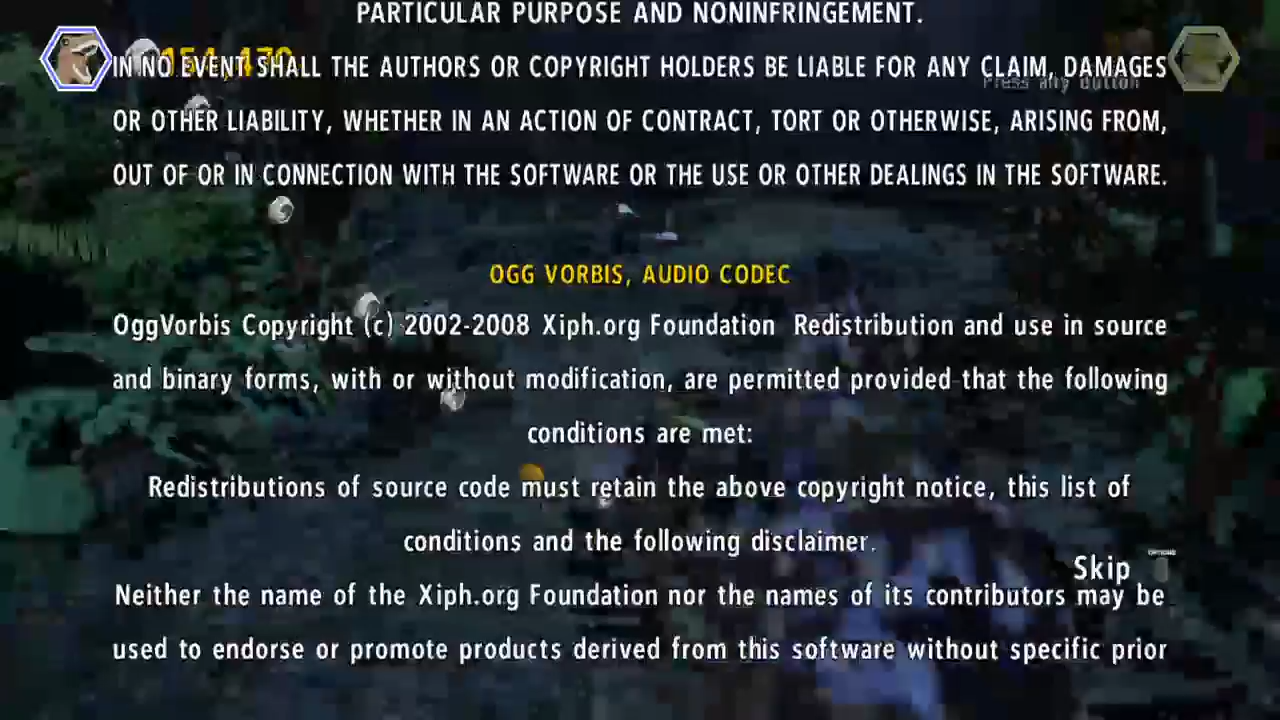 PARTICULAR PURPOSE AND NONINFRINGEMENT.
IN NO EVENT SHALL THE AUTHORS OR COPYRIGHT HOLDERS BE LIABLE FOR ANY CLAIM, DAMAGES
Press any button
OR OTHER LIABILITY, WHETHER IN AN ACTION OF CONTRACT, TORT OR OTHERWISE, ARISING FROM,
OUT OF OR IN CONNECTION WITH THE SOFTWARE OR THE USE OR OTHER DEALINGS IN THE SOFTWARE.
OGG VORBIS, AUDIO CODEC
OggVorbis Copyright (c) 2002-2008 Xiph.org Foundation Redistribution and use in source
and binary forms, with or without modification, are permitted provided that the following
conditions are met:
Redistributions of source code must retain the above copyright notice, this list of
conditions and the following disclaimer.
OPTIONS
Skip
Neither the name of the Xiph.org Foundation nor the names of its contributors may be
used to endorse or promote products derived from this software without specific prior